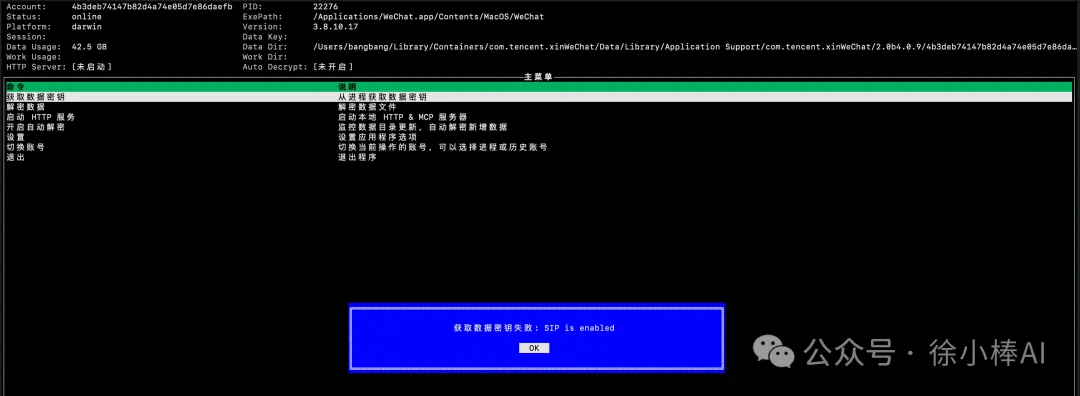 Account: 4b3deb74147b82d4a74e05d7e86daefb PID: 22276
Status: online ExePath: /Applications/WeChat.app/Contents/MacOS/WeChat
Platform: darwin Version: 3.8.10.17
Session: Data Key:
Data Usage: 42.5 GB Data Dir: /Users/bangbang/Library/Containers/com.tencent.xinWeChat/Data/Library/Application Support/com.tencent.xinWeChat/2.0b4.0.9/4b3deb74147b82d4a74e05d7e86da…
Work Usage: Work Dir:
HTTP Server: [未启动] Auto Decrypt: [未开启]
主菜单
命令 说明
获取数据密钥 从进程获取数据密钥
解密数据 解密数据文件
启动 HTTP 服务 启动本地 HTTP & MCP 服务器
开启自动解密 监控数据目录更新，自动解密新增数据
设置 设置应用程序选项
切换账号 切换当前操作的账号，可以选择进程或历史账号
退出 退出程序
获取数据密钥失败: SIP is enabled
OK
公众号 · 徐小棒AI